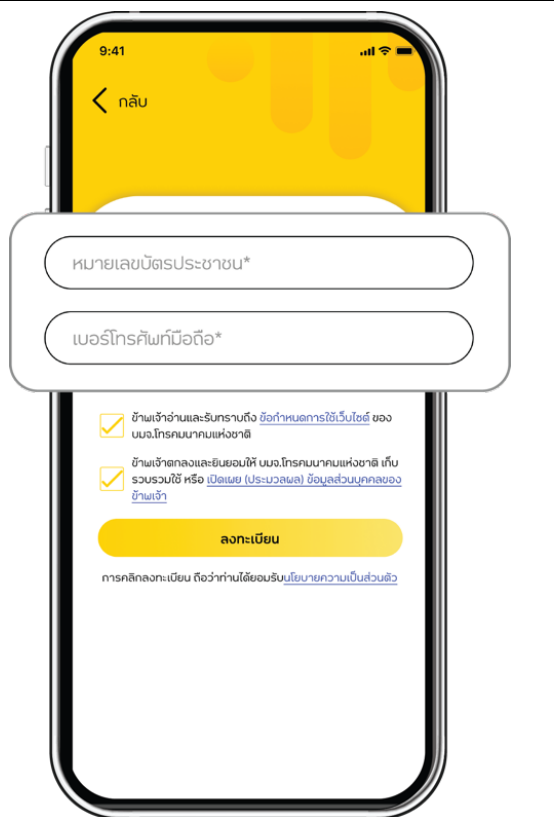 9:41
กลับ
หมายเลขบัตรประชาชน*
เบอร์โทรศัพท์มือถือ*
ข้าพเจ้าอ่านและรับทราบถึง ข้อกำหนดการใช้เว็บไซต์ ของ
บมจ.โทรคมนาคมแห่งชาติ
ข้าพเจ้าตกลงและยินยอมให้ บมจ.โทรคมนาคมแห่งชาติ เก็บ
รวบรวมใช้ หรือ เปิดเผย (ประมวลผล) ข้อมูลส่วนบุคคลของ
ข้าพเจ้า
ลงทะเบียน
การคลิกลงทะเบียน ถือว่าท่านได้ยอมรับนโยบายความเป็นส่วนตัว